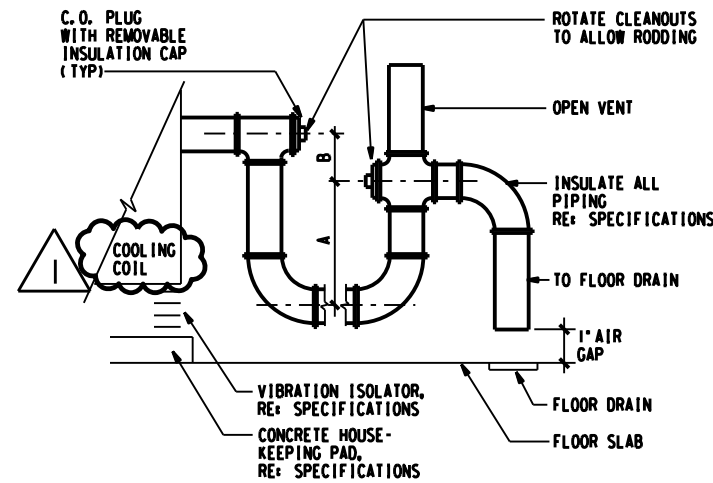 C.O. PLUG
WITH REMOVABLE
INSULATION CAP
(TYP)
ROTATE CLEANOUTS
TO ALLOW RODDING
OPEN VENT
B
INSULATE ALL
PIPING
RE: SPECIFICATIONS
A
COOLING
COIL
1
TO FLOOR DRAIN
1" AIR
GAP
VIBRATION ISOLATOR,
RE: SPECIFICATIONS
FLOOR DRAIN
CONCRETE HOUSE-
KEEPING PAD,
RE: SPECIFICATIONS
FLOOR SLAB